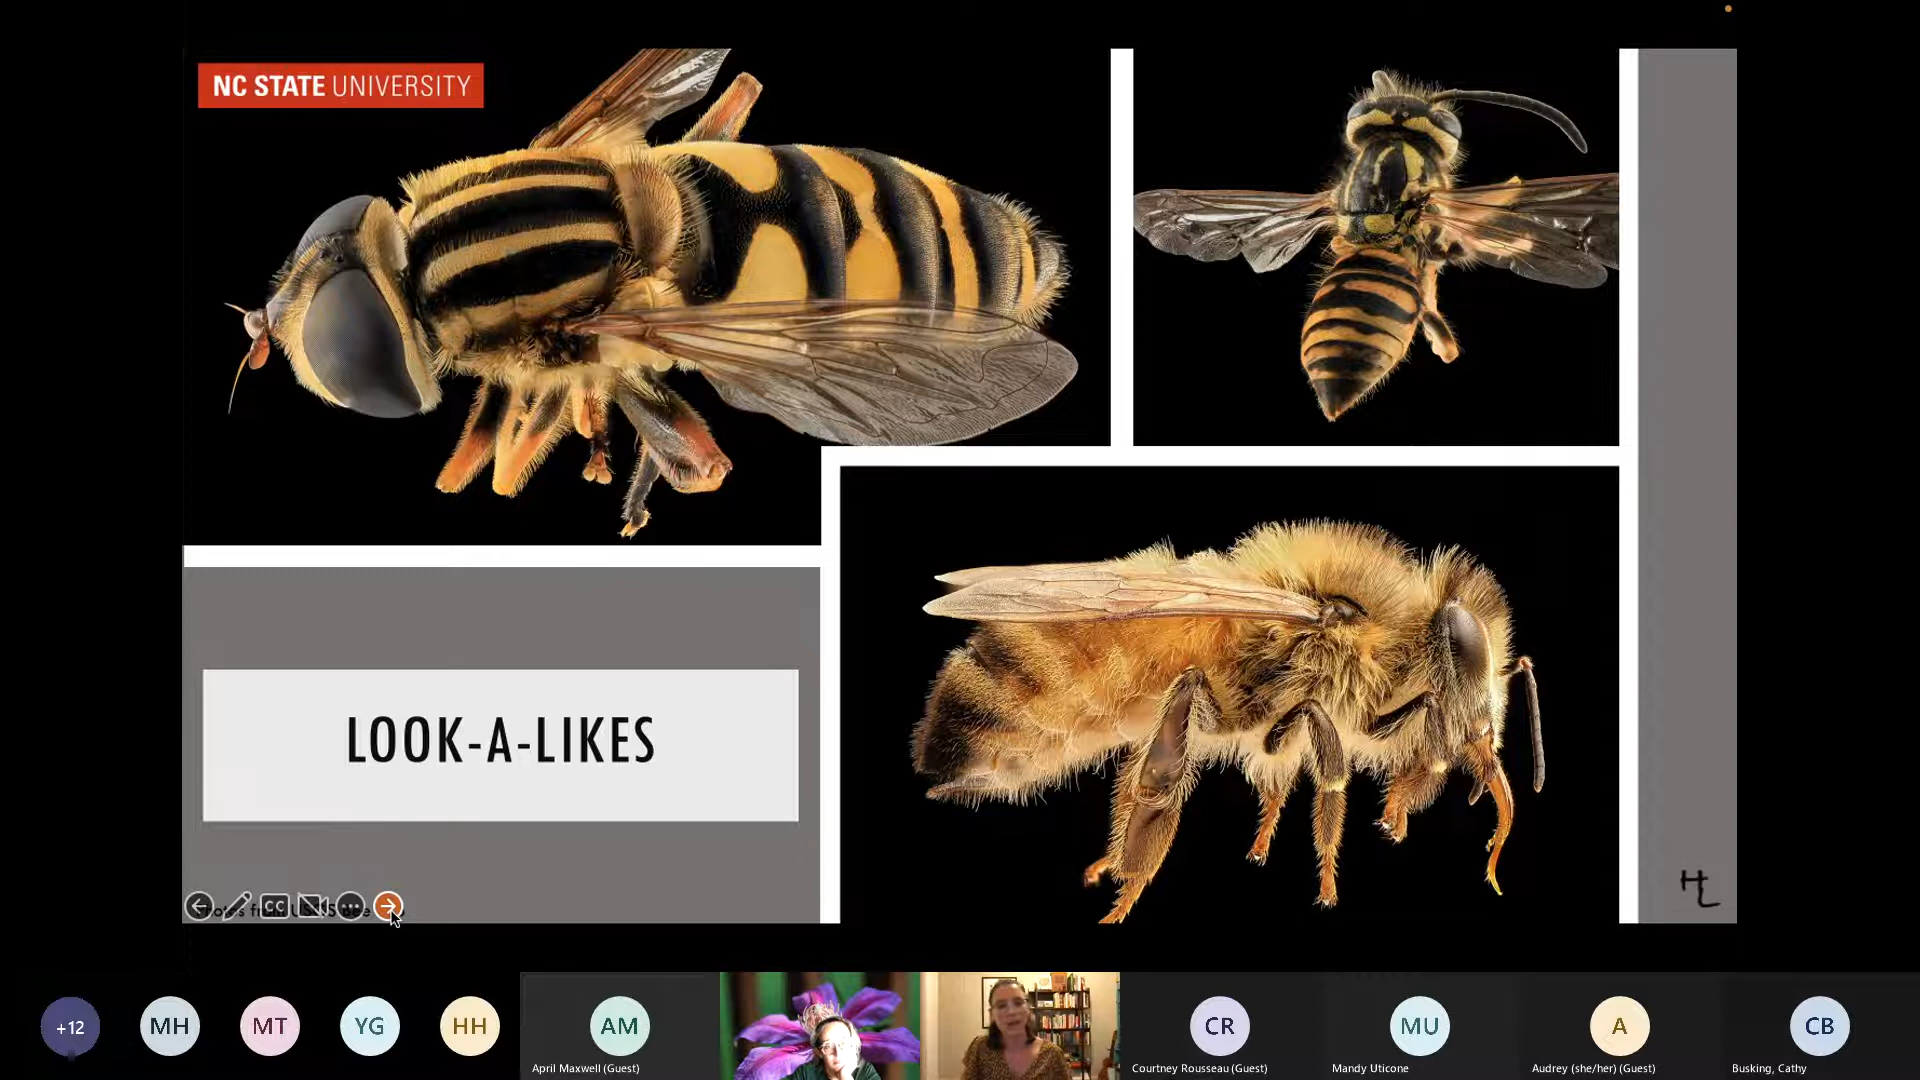 NC STATE UNIVERSITY
LOOK-A-LIKES
CC
HL
+12
MH
MT
YG
HH
AM
April Maxwell (Guest)
CR
Courtney Rousseau (Guest)
MU
Mandy Uticone
A
Audrey (she/her) (Guest)
CB
Busking, Cathy